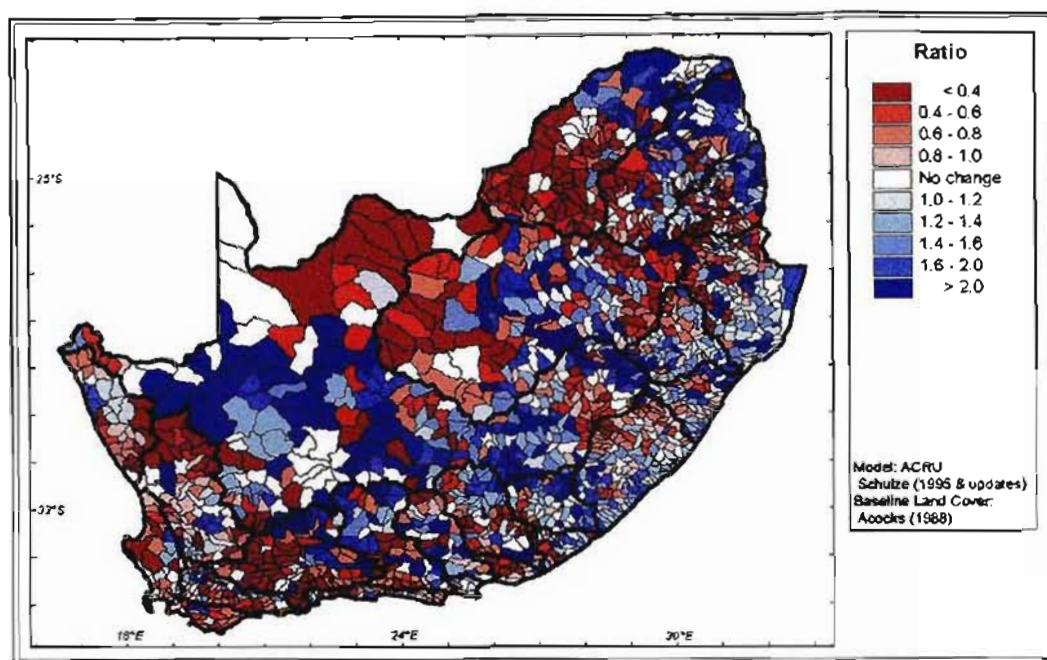 Ratio
< 0.4
0.4 - 0.6
0.6 - 0.8
0.8 - 1.0
No change
1.0 - 1.2
1.2 - 1.4
1.4 - 1.6
1.6 - 2.0
> 2.0
Model: ACRU
Schulze (1995 & updates)
Baseline Land Cover:
Acocks (1988)
25°S
18°E
24°E
30°E